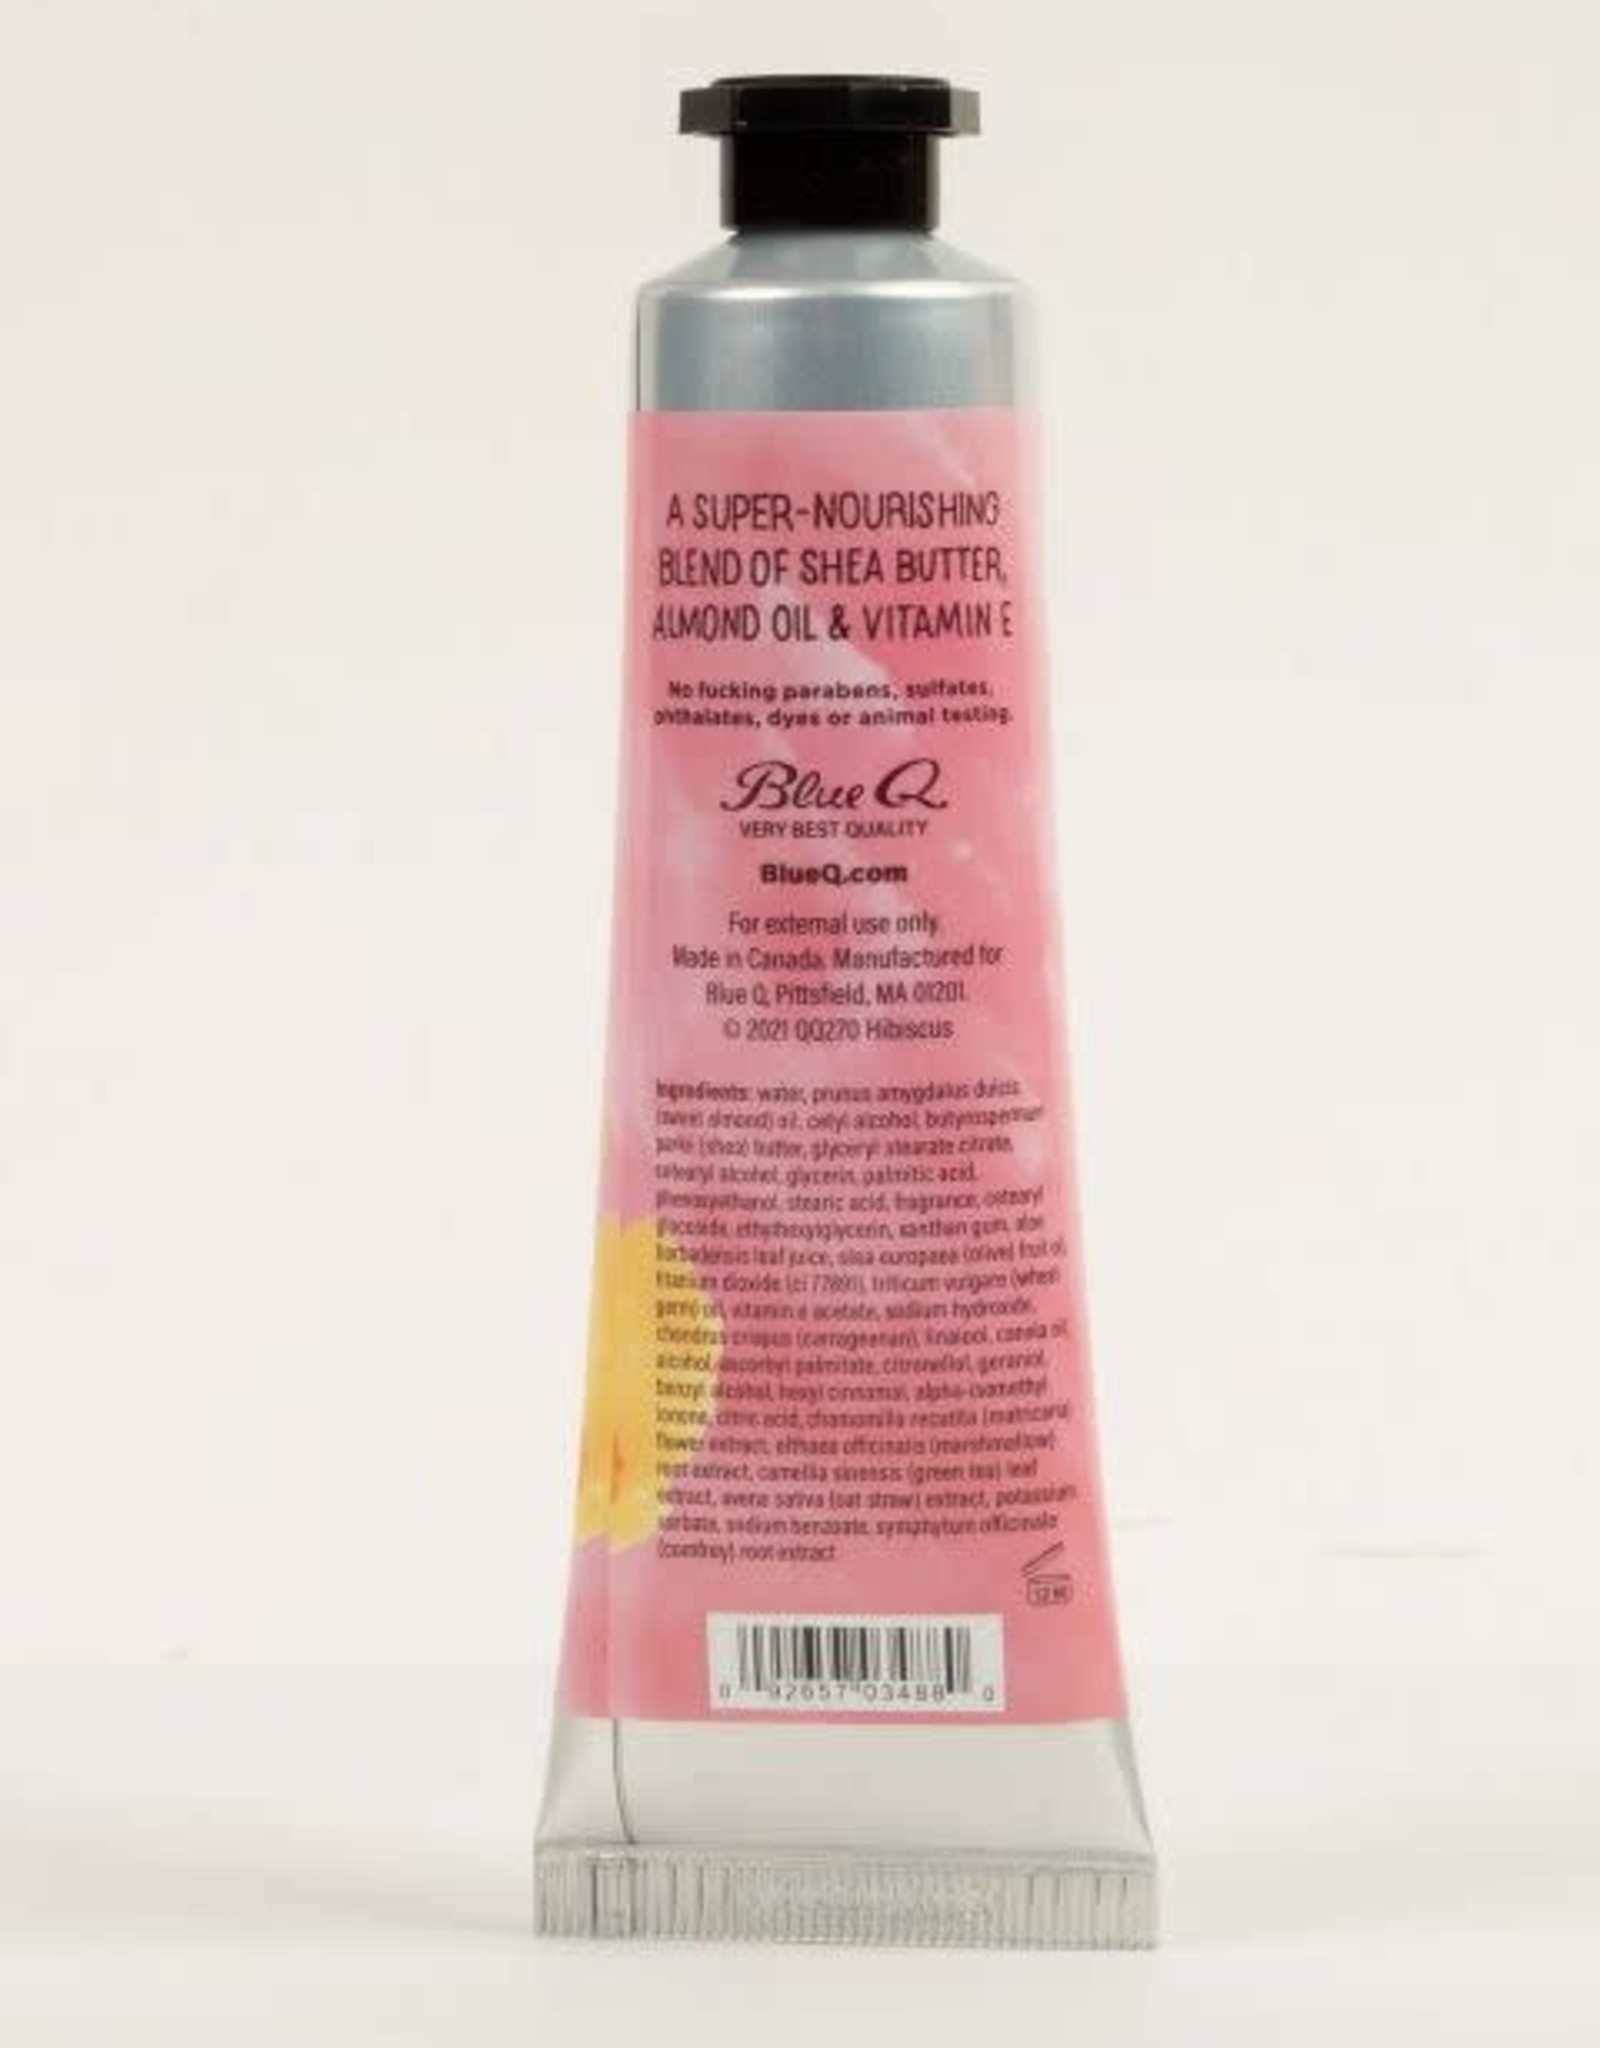 A SUPER-NOURISHING
BLEND OF SHEA BUTTER,
ALMOND OIL & VITAMIN E
No fucking parabens, sulfates,
phthalates, dyes or animal testing.
Blue Q
VERY BEST QUALITY
BlueQ.com
For external use only.
Made in Canada. Manufactured for
Blue Q, Pittsfield, MA 01201.
© 2021 QQ270 Hibiscus
Ingredients: water, prunus amygdalus dulcis
(sweet almond) oil, cetyl alcohol, butyrospermum
parkii (shea) butter, glyceryl stearate citrate,
cetearyl alcohol, glycerin, palmitic acid,
phenoxyethanol, stearic acid, fragrance, cetearyl
glucoside, ethylhexylglycerin, xanthan gum, aloe
barbadensis leaf juice, olea europaea (olive) fruit oil,
titanium dioxide (ci 77891), triticum vulgare (wheat
germ) oil, vitamin e acetate, sodium hydroxide,
chondrus crispus (carrageenan), linalool, canola oil,
alcohol, ascorbyl palmitate, citronellol, geraniol,
benzyl alcohol, hexyl cinnamal, alpha-isomethyl
ionone, citric acid, chamomilla recutita (matricaria)
flower extract, althaea officinalis (marshmallow)
root extract, camellia sinensis (green tea) leaf
extract, avena sativa (oat straw) extract, potassium
sorbate, sodium benzoate, symphytum officinale
(comfrey) root extract
12 M
0 92657 03488 0